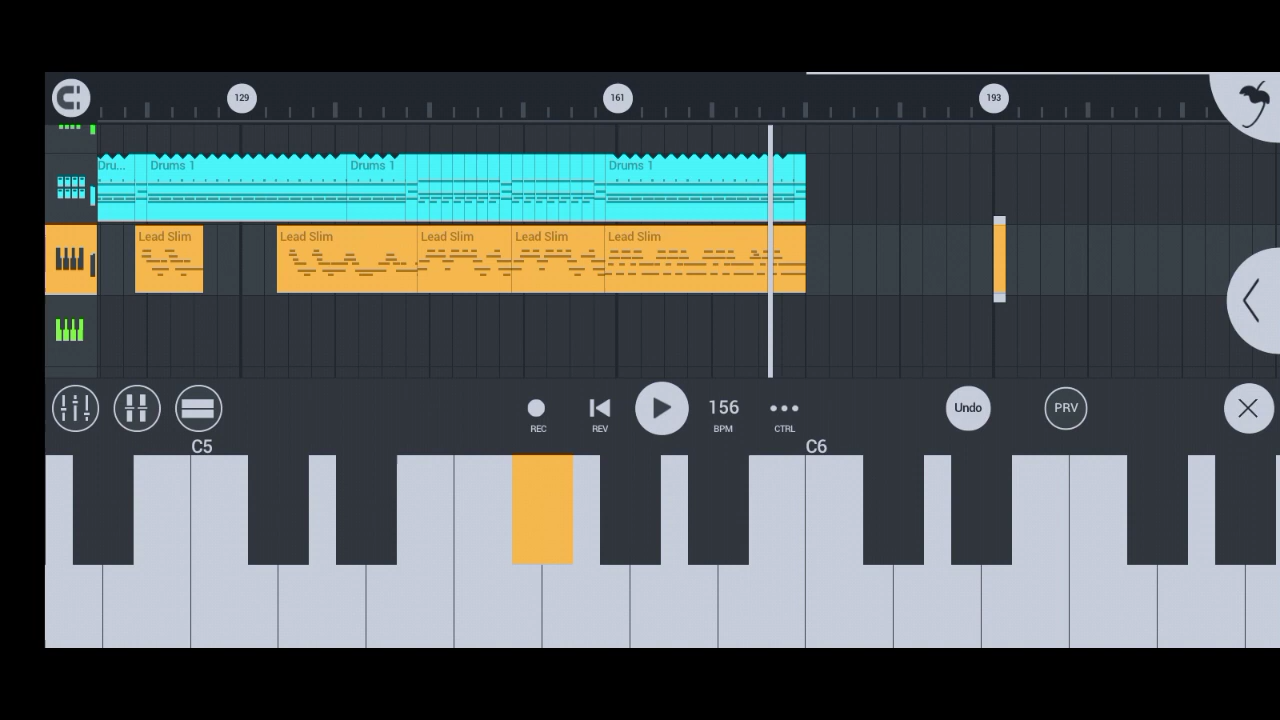 129 161 193
Dru... Drums 1 Drums 1 Drums 1
Lead Slim Lead Slim Lead Slim Lead Slim Lead Slim
156 Undo PRV
REC REV BPM CTRL
C5 C6